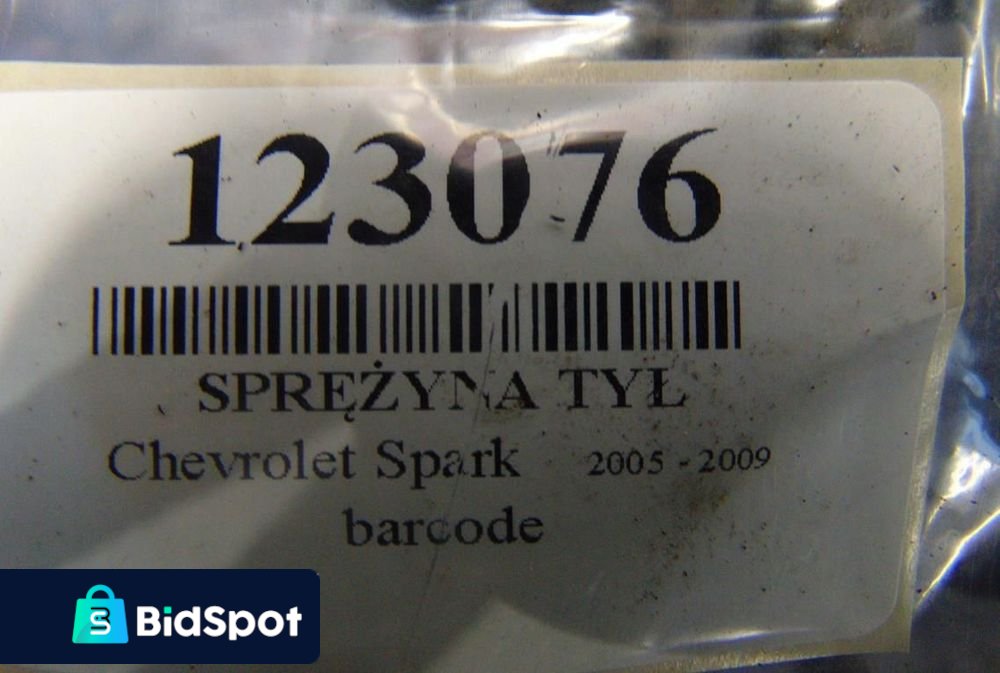 123076
SPRĘŻYNA TYŁ
Chevrolet Spark 2005 - 2009
barcode
BidSpot